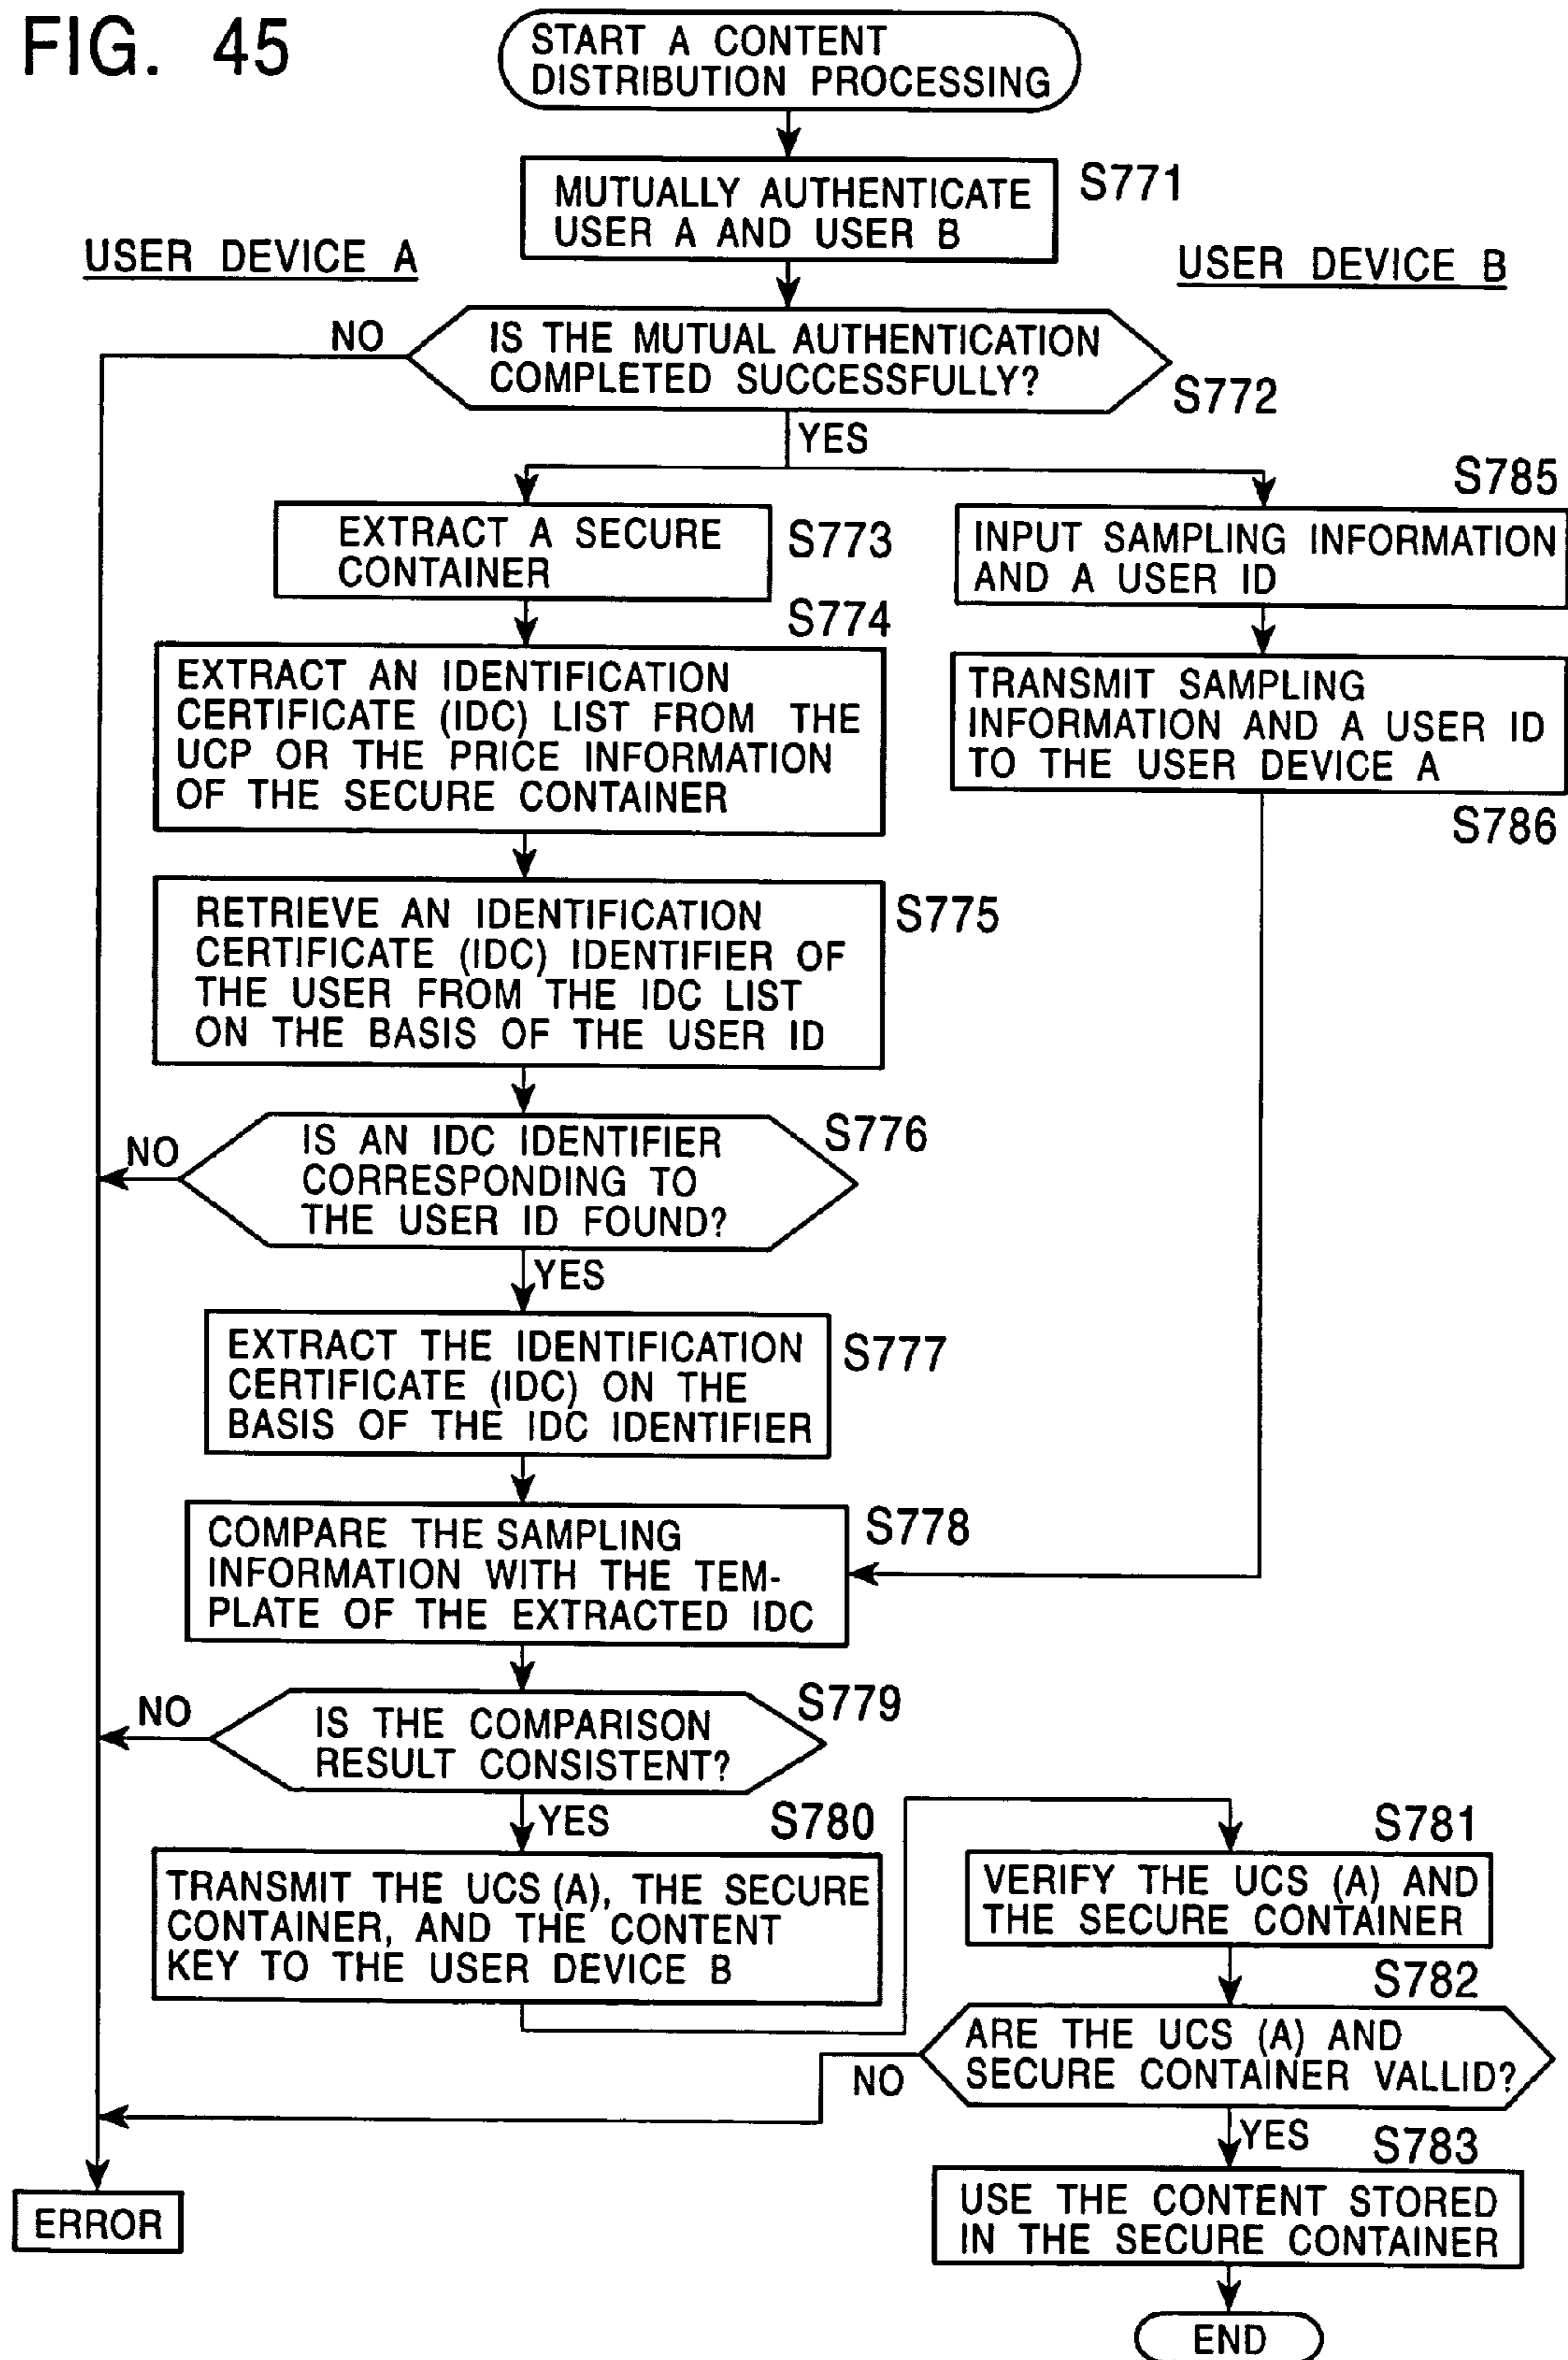 FIG. 45
START A CONTENT
DISTRIBUTION PROCESSING
MUTUALLY AUTHENTICATE
USER A AND USER B
S771
USER DEVICE A
USER DEVICE B
NO
IS THE MUTUAL AUTHENTICATION
COMPLETED SUCCESSFULLY?
S772
YES
EXTRACT A SECURE
CONTAINER
S773
S785
INPUT SAMPLING INFORMATION
AND A USER ID
S774
EXTRACT AN IDENTIFICATION
CERTIFICATE (IDC) LIST FROM THE
UCP OR THE PRICE INFORMATION
OF THE SECURE CONTAINER
TRANSMIT SAMPLING
INFORMATION AND A USER ID
TO THE USER DEVICE A
S786
RETRIEVE AN IDENTIFICATION
CERTIFICATE (IDC) IDENTIFIER OF
THE USER FROM THE IDC LIST
ON THE BASIS OF THE USER ID
S775
NO
IS AN IDC IDENTIFIER
CORRESPONDING TO
THE USER ID FOUND?
S776
YES
EXTRACT THE IDENTIFICATION
CERTIFICATE (IDC) ON THE
BASIS OF THE IDC IDENTIFIER
S777
COMPARE THE SAMPLING
INFORMATION WITH THE TEM-
PLATE OF THE EXTRACTED IDC
S778
NO
IS THE COMPARISON
RESULT CONSISTENT?
S779
YES
S780
TRANSMIT THE UCS (A), THE SECURE
CONTAINER, AND THE CONTENT
KEY TO THE USER DEVICE B
S781
VERIFY THE UCS (A) AND
THE SECURE CONTAINER
S782
ARE THE UCS (A) AND
SECURE CONTAINER VALLID?
NO
YES
S783
USE THE CONTENT STORED
IN THE SECURE CONTAINER
ERROR
END